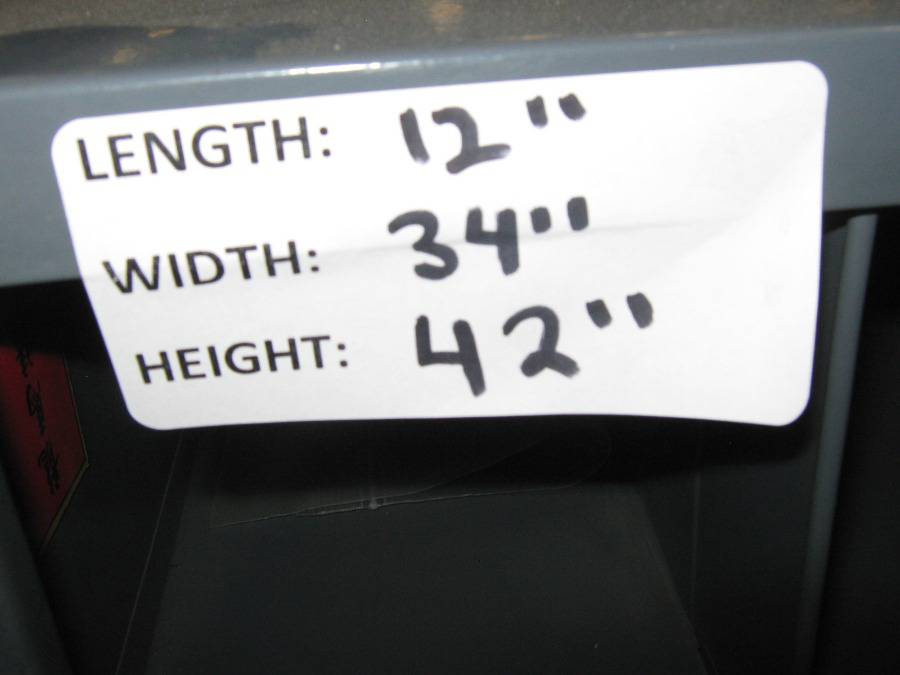 LENGTH: 12"
WIDTH: 34"
HEIGHT: 42"